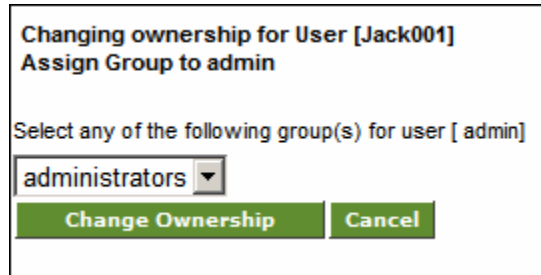 Changing ownership for User [Jack001]
Assign Group to admin
Select any of the following group(s) for user [ admin]
administrators
Change Ownership Cancel